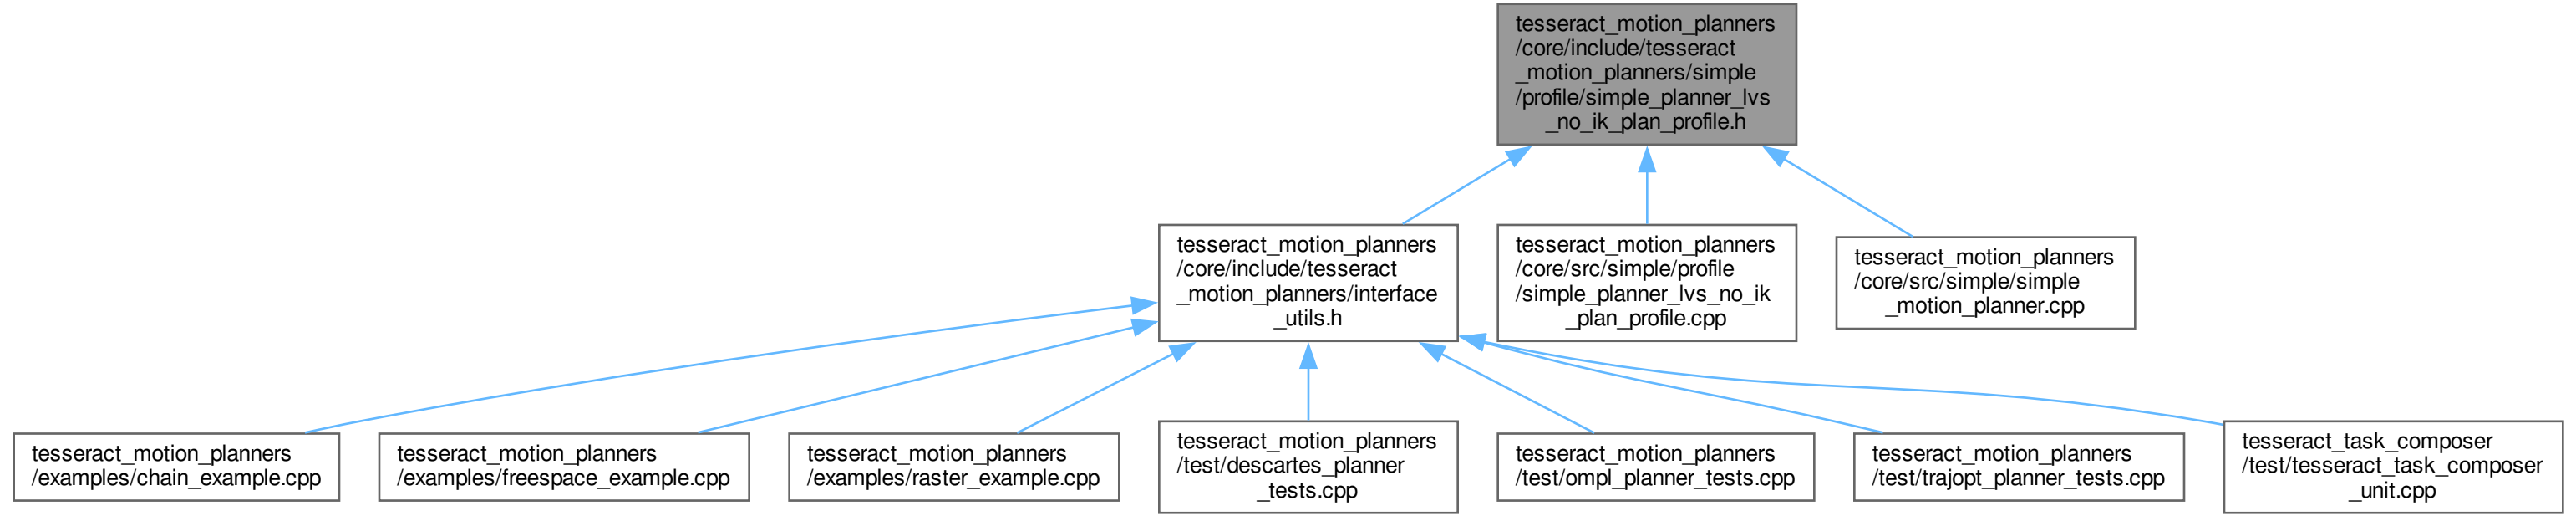 tesseract_motion_planners
/core/include/tesseract
_motion_planners/simple
/profile/simple_planner_lvs
_no_ik_plan_profile.h
tesseract_motion_planners
/core/include/tesseract
_motion_planners/interface
_utils.h
tesseract_motion_planners
/core/src/simple/profile
/simple_planner_lvs_no_ik
_plan_profile.cpp
tesseract_motion_planners
/core/src/simple/simple
_motion_planner.cpp
tesseract_motion_planners
/examples/chain_example.cpp
tesseract_motion_planners
/examples/freespace_example.cpp
tesseract_motion_planners
/examples/raster_example.cpp
tesseract_motion_planners
/test/descartes_planner
_tests.cpp
tesseract_motion_planners
/test/ompl_planner_tests.cpp
tesseract_motion_planners
/test/trajopt_planner_tests.cpp
tesseract_task_composer
/test/tesseract_task_composer
_unit.cpp